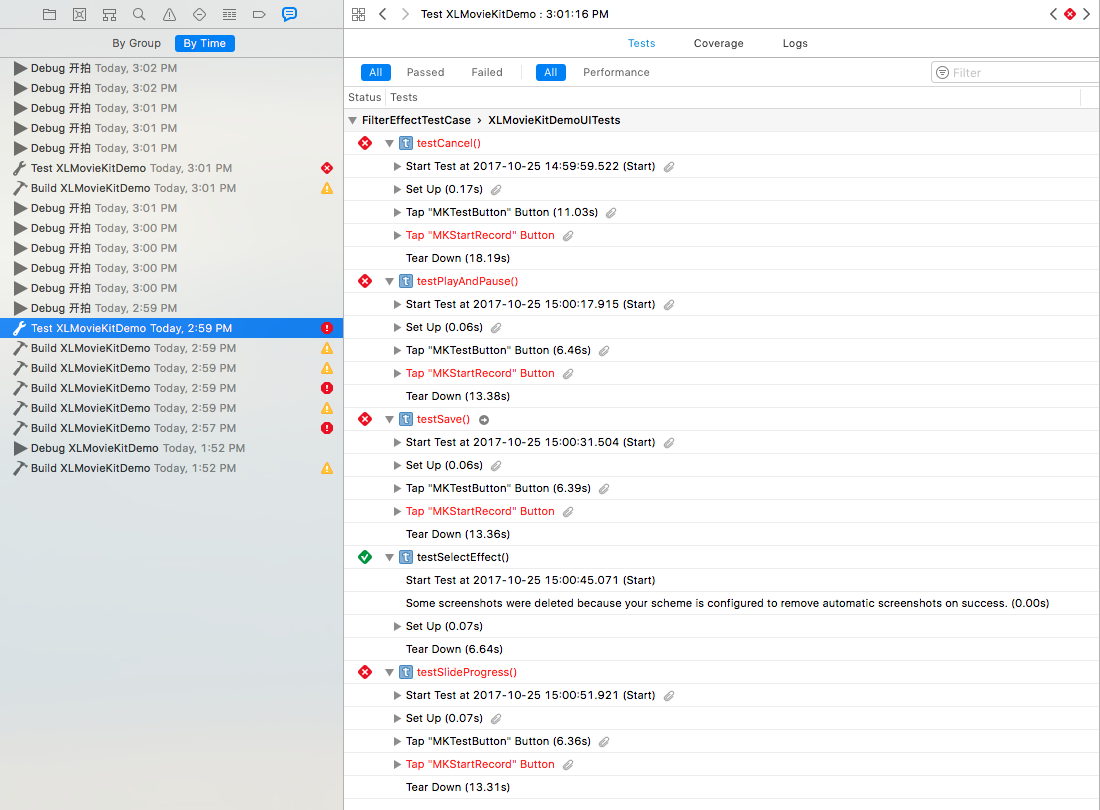 Test XLMovieKitDemo : 3:01:16 PM
By Group By Time
Tests Coverage Logs
All Passed Failed All Performance Filter
Status Tests
Debug 开拍 Today, 3:02 PM
Debug 开拍 Today, 3:02 PM
Debug 开拍 Today, 3:01 PM
Debug 开拍 Today, 3:01 PM
Debug 开拍 Today, 3:01 PM
Test XLMovieKitDemo Today, 3:01 PM
Build XLMovieKitDemo Today, 3:01 PM
Debug 开拍 Today, 3:01 PM
Debug 开拍 Today, 3:00 PM
Debug 开拍 Today, 3:00 PM
Debug 开拍 Today, 3:00 PM
Debug 开拍 Today, 3:00 PM
Debug 开拍 Today, 2:59 PM
Test XLMovieKitDemo Today, 2:59 PM
Build XLMovieKitDemo Today, 2:59 PM
Build XLMovieKitDemo Today, 2:59 PM
Build XLMovieKitDemo Today, 2:59 PM
Build XLMovieKitDemo Today, 2:59 PM
Build XLMovieKitDemo Today, 2:57 PM
Debug XLMovieKitDemo Today, 1:52 PM
Build XLMovieKitDemo Today, 1:52 PM
FilterEffectTestCase › XLMovieKitDemoUITests
t testCancel()
Start Test at 2017-10-25 14:59:59.522 (Start)
Set Up (0.17s)
Tap "MKTestButton" Button (11.03s)
Tap "MKStartRecord" Button
Tear Down (18.19s)
t testPlayAndPause()
Start Test at 2017-10-25 15:00:17.915 (Start)
Set Up (0.06s)
Tap "MKTestButton" Button (6.46s)
Tap "MKStartRecord" Button
Tear Down (13.38s)
t testSave()
Start Test at 2017-10-25 15:00:31.504 (Start)
Set Up (0.06s)
Tap "MKTestButton" Button (6.39s)
Tap "MKStartRecord" Button
Tear Down (13.36s)
t testSelectEffect()
Start Test at 2017-10-25 15:00:45.071 (Start)
Some screenshots were deleted because your scheme is configured to remove automatic screenshots on success. (0.00s)
Set Up (0.07s)
Tear Down (6.64s)
t testSlideProgress()
Start Test at 2017-10-25 15:00:51.921 (Start)
Set Up (0.07s)
Tap "MKTestButton" Button (6.36s)
Tap "MKStartRecord" Button
Tear Down (13.31s)